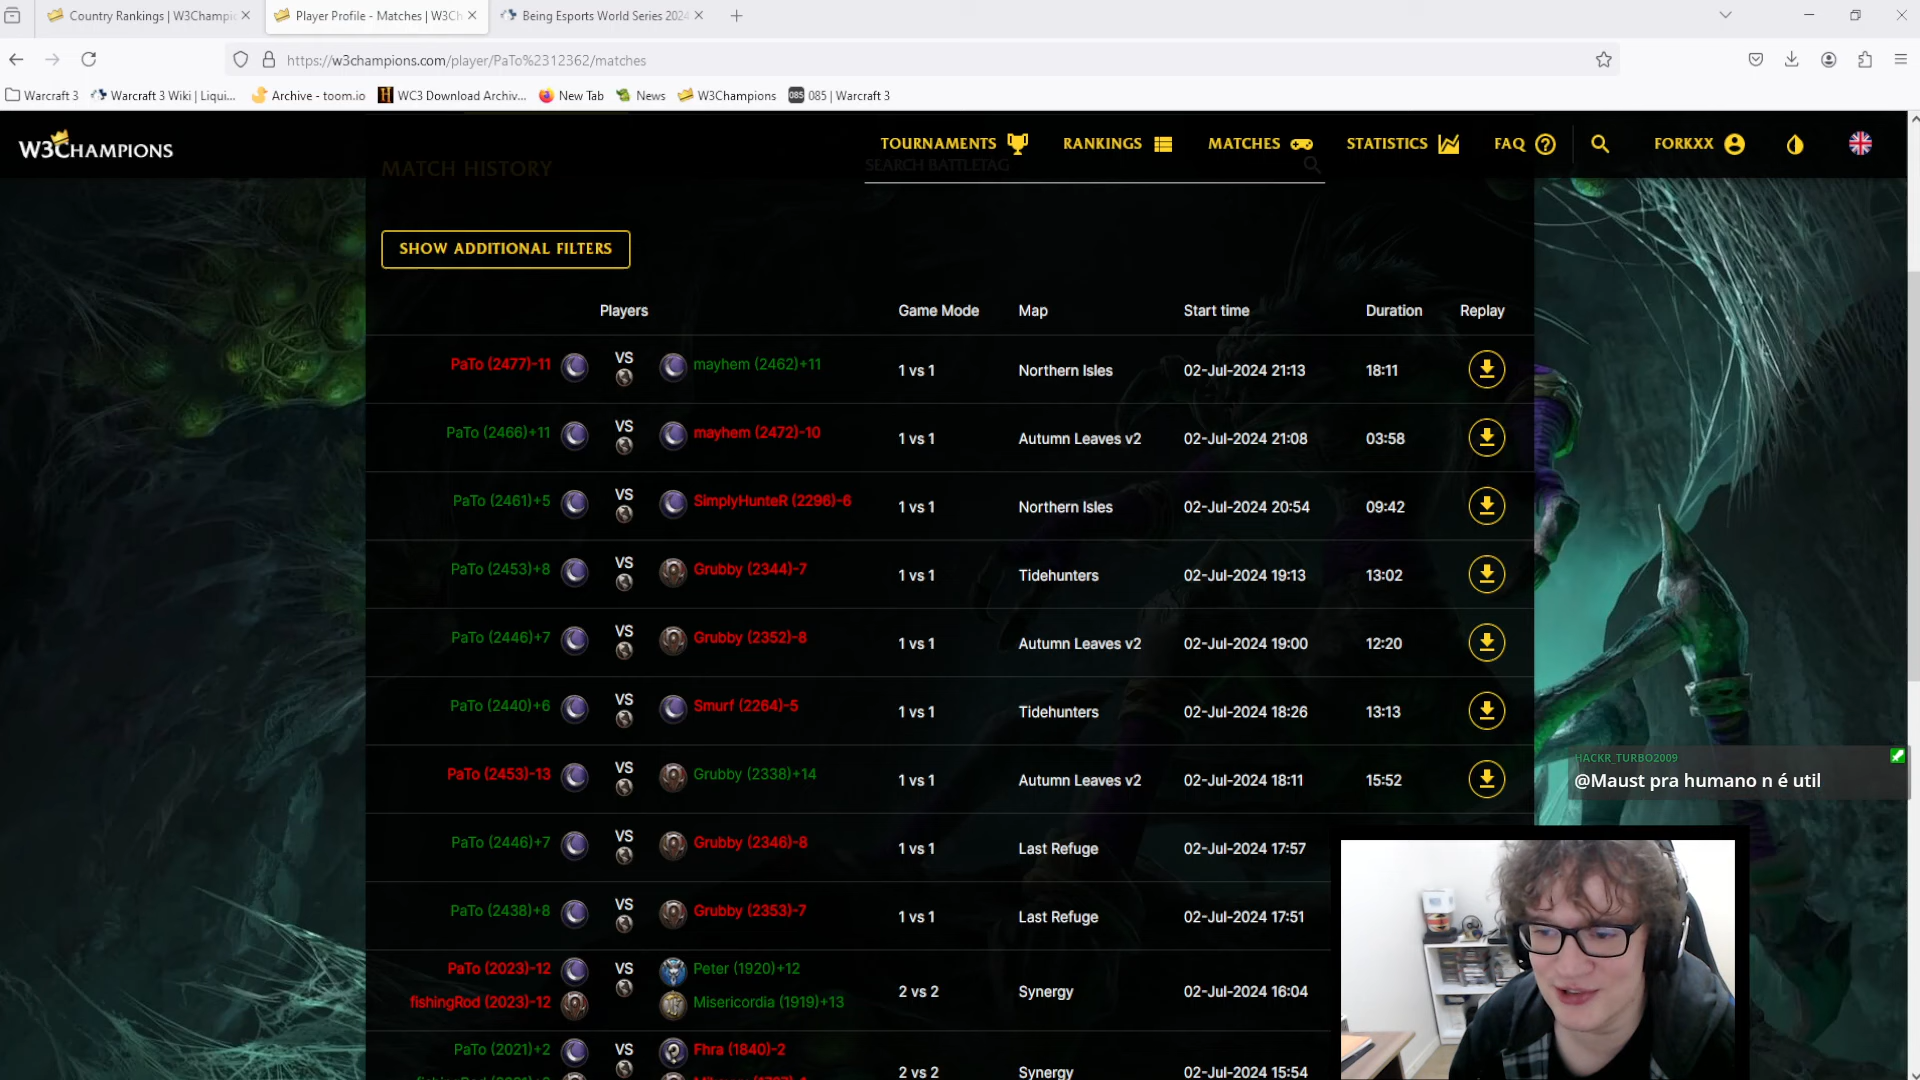 Country Rankings | W3Champi
Player Profile - Matches | W3Ch
Being Esports World Series 2024
https://w3champions.com/player/PaTo%2312362/matches
Warcraft 3
Warcraft 3 Wiki | Liqui...
Archive - toom.io
WC3 Download Archiv...
New Tab
News
W3Champions
085 | Warcraft 3
W3CHAMPIONS
TOURNAMENTS
RANKINGS
MATCHES
STATISTICS
FAQ
FORKXX
MATCH HISTORY
SEARCH BATTLETAG
SHOW ADDITIONAL FILTERS
Players Game Mode Map Start time Duration Replay
PaTo (2477)-11 VS mayhem (2462)+11 1 vs 1 Northern Isles 02-Jul-2024 21:13 18:11
PaTo (2466)+11 VS mayhem (2472)-10 1 vs 1 Autumn Leaves v2 02-Jul-2024 21:08 03:58
PaTo (2461)+5 VS SimplyHunteR (2296)-6 1 vs 1 Northern Isles 02-Jul-2024 20:54 09:42
PaTo (2453)+8 VS Grubby (2344)-7 1 vs 1 Tidehunters 02-Jul-2024 19:13 13:02
PaTo (2446)+7 VS Grubby (2352)-8 1 vs 1 Autumn Leaves v2 02-Jul-2024 19:00 12:20
PaTo (2440)+6 VS Smurf (2264)-5 1 vs 1 Tidehunters 02-Jul-2024 18:26 13:13
PaTo (2453)-13 VS Grubby (2338)+14 1 vs 1 Autumn Leaves v2 02-Jul-2024 18:11 15:52
HACKR_TURBO2009
@Maust pra humano n é util
PaTo (2446)+7 VS Grubby (2346)-8 1 vs 1 Last Refuge 02-Jul-2024 17:57
PaTo (2438)+8 VS Grubby (2353)-7 1 vs 1 Last Refuge 02-Jul-2024 17:51
PaTo (2023)-12 VS Peter (1920)+12 2 vs 2 Synergy 02-Jul-2024 16:04
fishingRod (2023)-12 Misericordia (1919)+13
PaTo (2021)+2 VS Fhra (1840)-2 2 vs 2 Synergy 02-Jul-2024 15:54